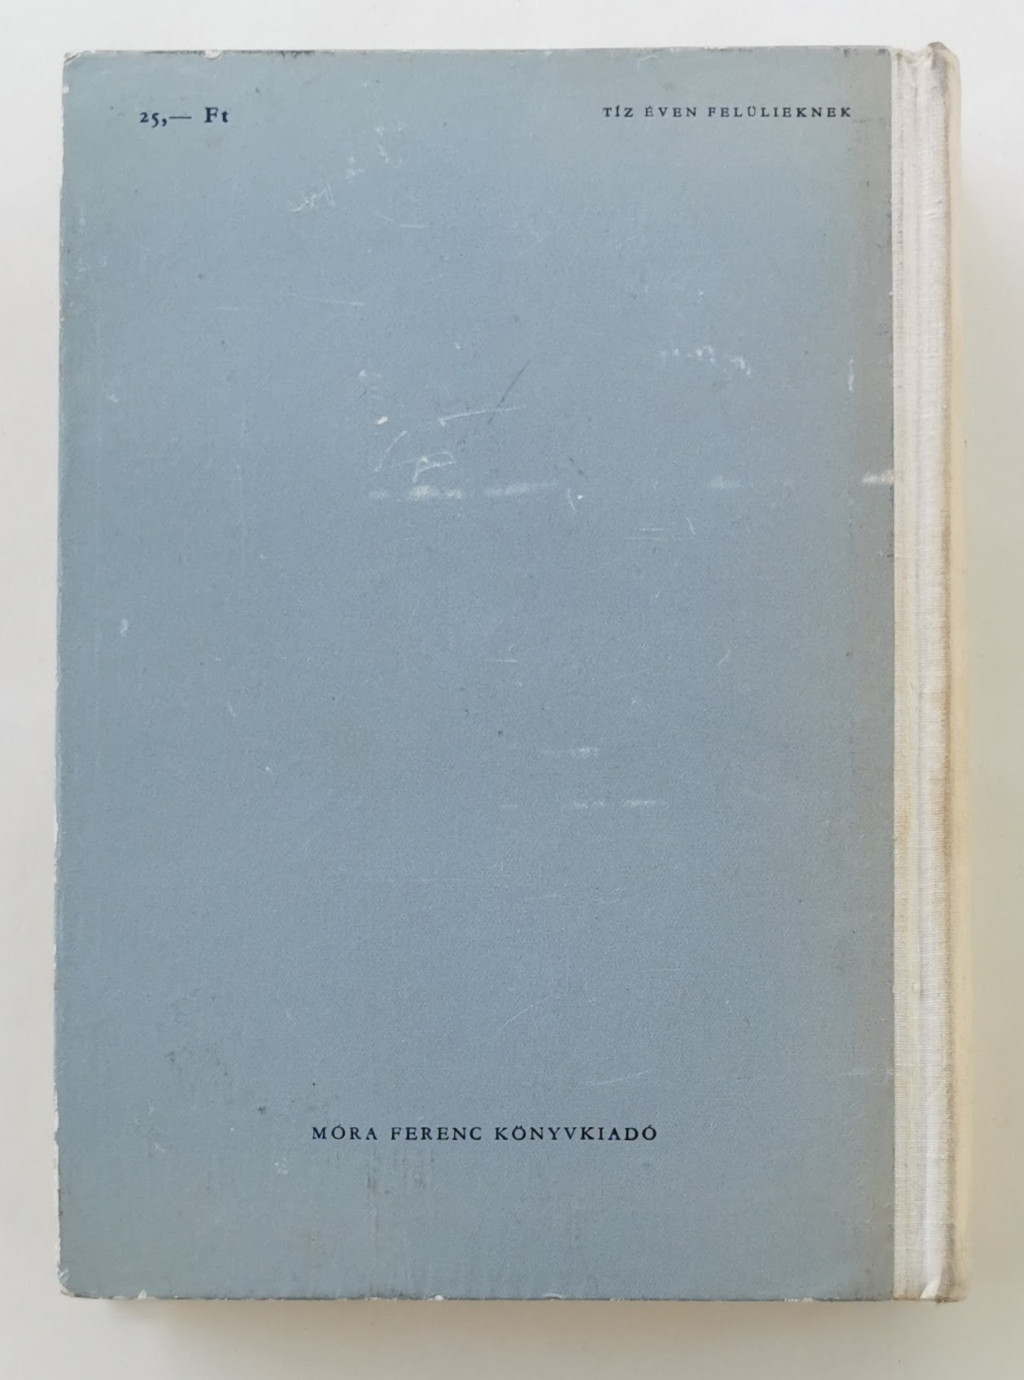 25,— Ft
TÍZ ÉVEN FELÜLIEKNEK
MÓRA FERENC KÖNYVKIADÓ